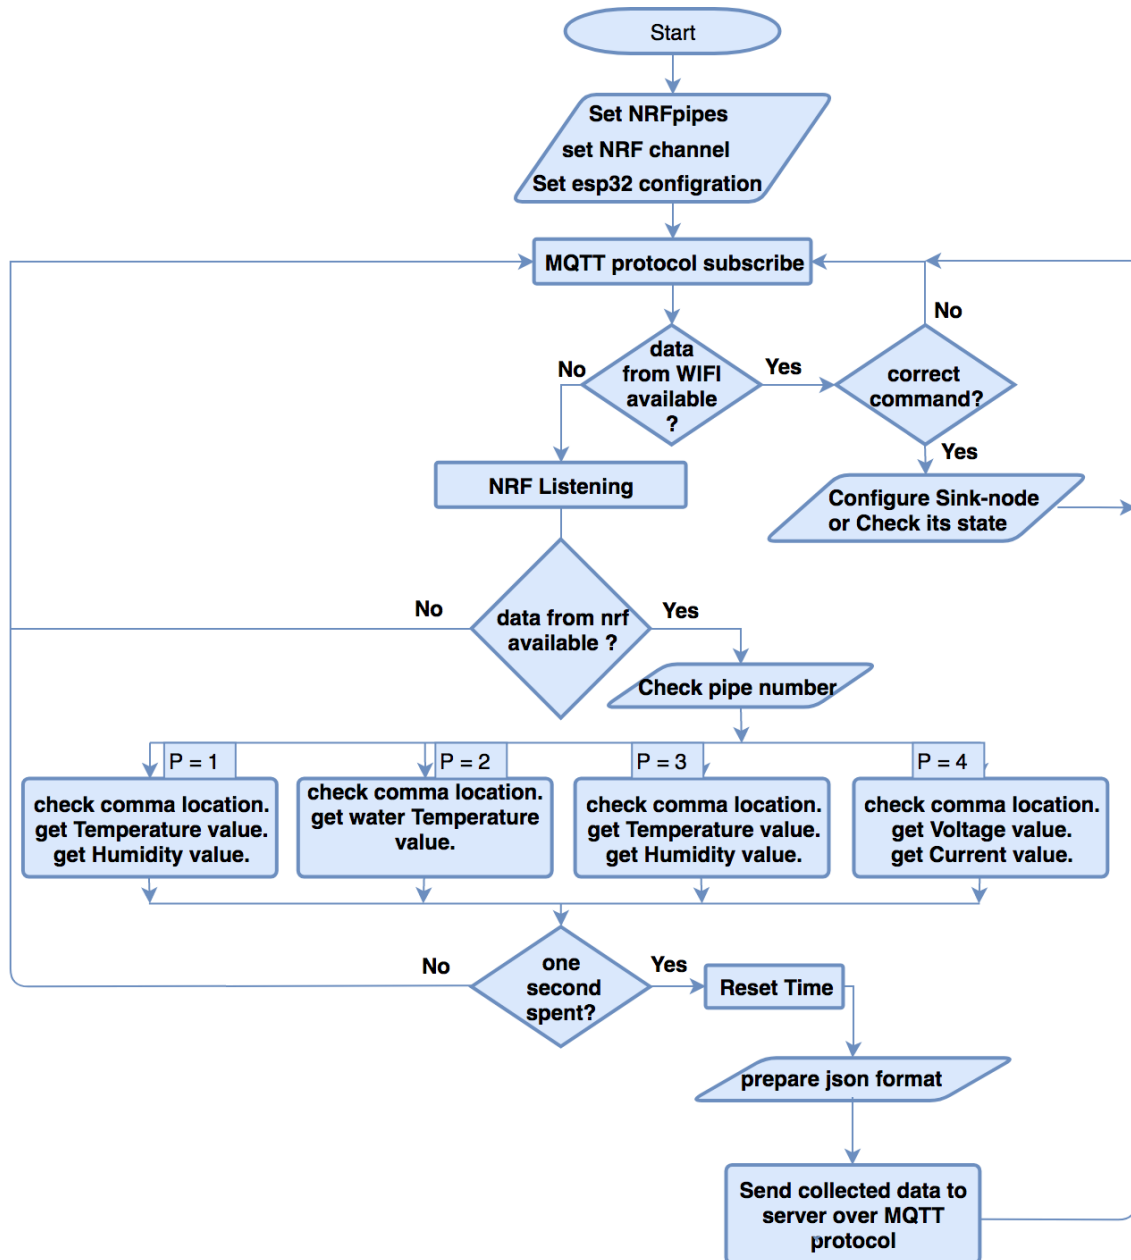 Start
Set NRFpipes
set NRF channel
Set esp32 configration
MQTT protocol subscribe
No
data
from WIFI
available
?
No
Yes
correct
command?
Yes
NRF Listening
Configure Sink-node
or Check its state
No
data from nrf
available ?
Yes
Check pipe number
P = 1
P = 2
P = 3
P = 4
check comma location.
get Temperature value.
get Humidity value.
check comma location.
get water Temperature
value.
check comma location.
get Temperature value.
get Humidity value.
check comma location.
get Voltage value.
get Current value.
No
one
second
spent?
Yes
Reset Time
prepare json format
Send collected data to
server over MQTT
protocol